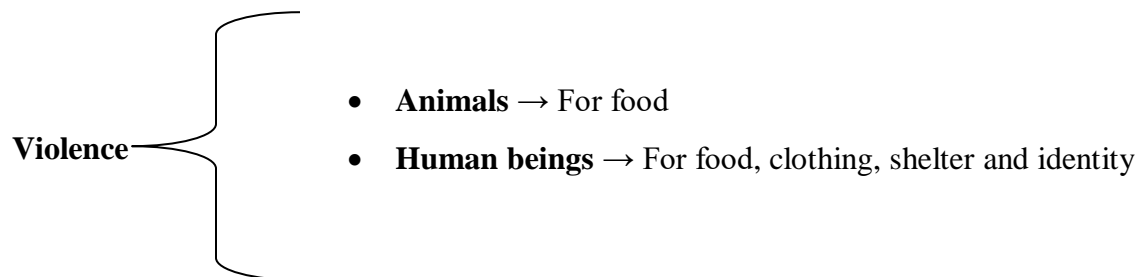 Violence
• Animals → For food
• Human beings → For food, clothing, shelter and identity